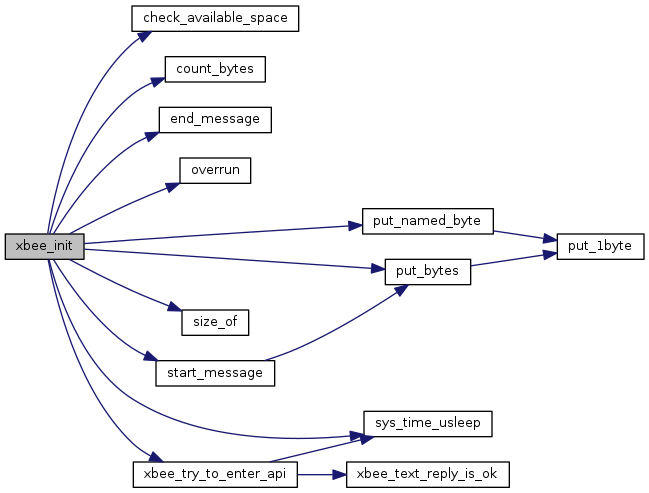 check_available_space
count_bytes
end_message
overrun
put_named_byte
xbee_init
put_1byte
put_bytes
size_of
start_message
sys_time_usleep
xbee_try_to_enter_api
xbee_text_reply_is_ok